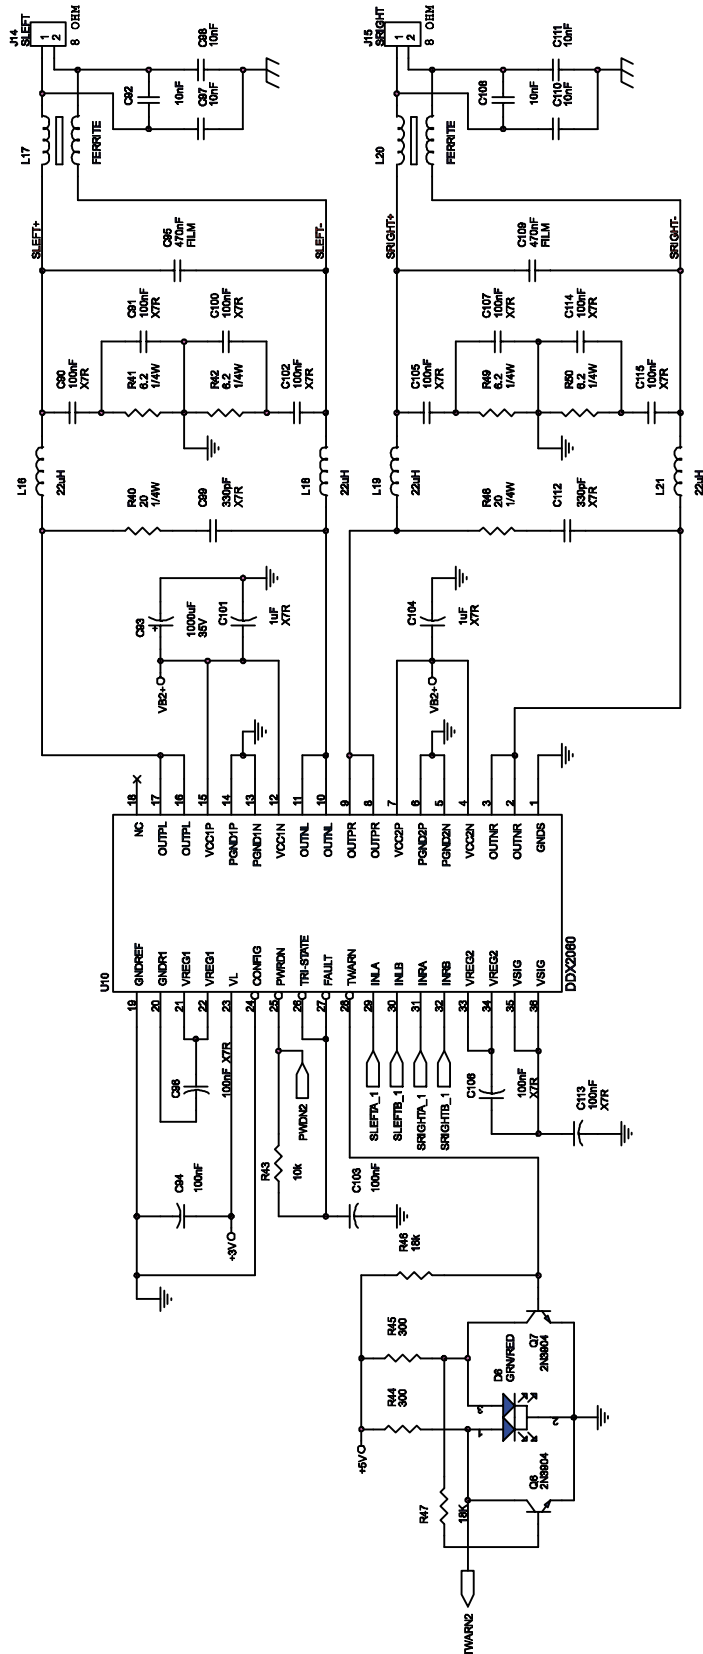 J14
SLEFT
1
2
8 OHM
J15
SRIGHT
1
2
8 OHM
C98
10nF
C92
10nF
C97
10nF
C111
10nF
C108
10nF
C110
10nF
L17
FERRITE
L20
FERRITE
SLEFT+
SLEFT-
SRIGHT+
SRIGHT-
C95
470nF
FILM
C109
470nF
FILM
C91
100nF
X7R
C100
100nF
X7R
C107
100nF
X7R
C114
100nF
X7R
C90
100nF
X7R
R41
6.2
1/4W
R42
6.2
1/4W
C102
100nF
X7R
C105
100nF
X7R
R49
6.2
1/4W
R50
6.2
1/4W
C115
100nF
X7R
L16
22uH
L18
22uH
L19
22uH
L21
22uH
R40
20
1/4W
C99
330pF
X7R
R48
20
1/4W
C112
330pF
X7R
C93
+
1000uF
35V
C101
1uF
X7R
C104
1uF
X7R
VB2+
VB2+
18
17
16
15
14
13
12
11
10
9
8
7
6
5
4
3
2
1
NC
OUTPL
OUTPL
VCC1P
PGND1P
PGND1N
VCC1N
OUTNL
OUTNL
OUTPR
OUTPR
VCC2P
PGND2P
PGND2N
VCC2N
OUTNR
OUTNR
GNDS
U10
DDX2060
GNDREF
GNDR1
VREG1
VREG1
VL
CONFIG
PWRDN
TRI-STATE
FAULT
TWARN
INLA
INLB
INRA
INRB
VREG2
VREG2
VSIG
VSIG
19
20
21
22
23
24
25
26
27
28
29
30
31
32
33
34
35
36
C96
100nF X7R
PWDN2
SLEFTA_1
SLEFTB_1
SRIGHTA_1
SRIGHTB_1
C106
100nF
X7R
C113
100nF
X7R
C94
100nF
R43
10k
C103
100nF
+3V
R46
18k
R45
300
R44
300
+5V
D6
GRN/RED
3
1
2
Q7
2N3904
Q6
2N3904
R47
18K
TWARN2